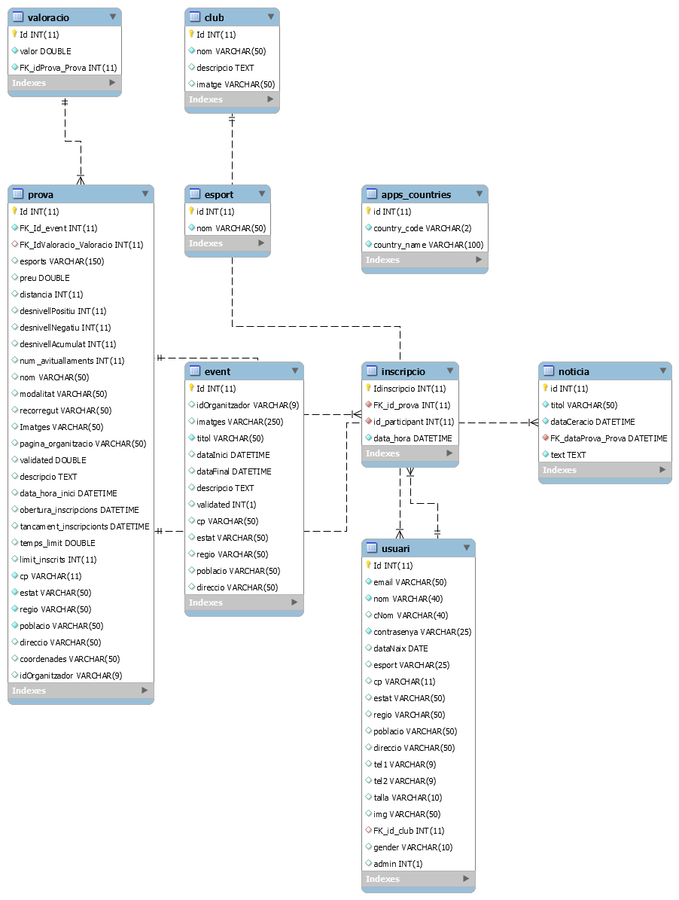 valoracio
Id INT(11)
valor DOUBLE
FK_idProva_Prova INT(11)
Indexes
club
Id INT(11)
nom VARCHAR(50)
descripcio TEXT
imatge VARCHAR(50)
Indexes
prova
Id INT(11)
FK_Id_event INT(11)
FK_IdValoracio_Valoracio INT(11)
esports VARCHAR(150)
preu DOUBLE
distancia INT(11)
desnivellPositiu INT(11)
desnivellNegatiu INT(11)
desnivellAcumulat INT(11)
num_avituallaments INT(11)
nom VARCHAR(50)
modalitat VARCHAR(50)
recorregut VARCHAR(50)
Imatges VARCHAR(50)
pagina_organitzacio VARCHAR(50)
validated DOUBLE
descripcio TEXT
data_hora_inici DATETIME
obertura_inscripcions DATETIME
tancament_inscripcionts DATETIME
temps_limit DOUBLE
limit_inscrits INT(11)
cp VARCHAR(11)
estat VARCHAR(50)
regio VARCHAR(50)
poblacio VARCHAR(50)
direccio VARCHAR(50)
coordenades VARCHAR(50)
idOrganitzador VARCHAR(9)
Indexes
esport
id INT(11)
nom VARCHAR(50)
Indexes
apps_countries
id INT(11)
country_code VARCHAR(2)
country_name VARCHAR(100)
Indexes
event
Id INT(11)
idOrganitzador VARCHAR(9)
imatges VARCHAR(250)
titol VARCHAR(50)
dataInici DATETIME
dataFinal DATETIME
descripcio TEXT
validated INT(1)
cp VARCHAR(50)
estat VARCHAR(50)
regio VARCHAR(50)
poblacio VARCHAR(50)
direccio VARCHAR(50)
Indexes
inscripcio
Idinscripcio INT(11)
FK_id_prova INT(11)
id_participant INT(11)
data_hora DATETIME
Indexes
noticia
id INT(11)
titol VARCHAR(50)
dataCeracio DATETIME
FK_dataProva_Prova DATETIME
text TEXT
Indexes
usuari
Id INT(11)
email VARCHAR(50)
nom VARCHAR(40)
cNom VARCHAR(40)
contrasenya VARCHAR(25)
dataNaix DATE
esport VARCHAR(25)
cp VARCHAR(11)
estat VARCHAR(50)
regio VARCHAR(50)
poblacio VARCHAR(50)
direccio VARCHAR(50)
tel1 VARCHAR(9)
tel2 VARCHAR(9)
talla VARCHAR(10)
img VARCHAR(50)
FK_id_club INT(11)
gender VARCHAR(10)
admin INT(1)
Indexes